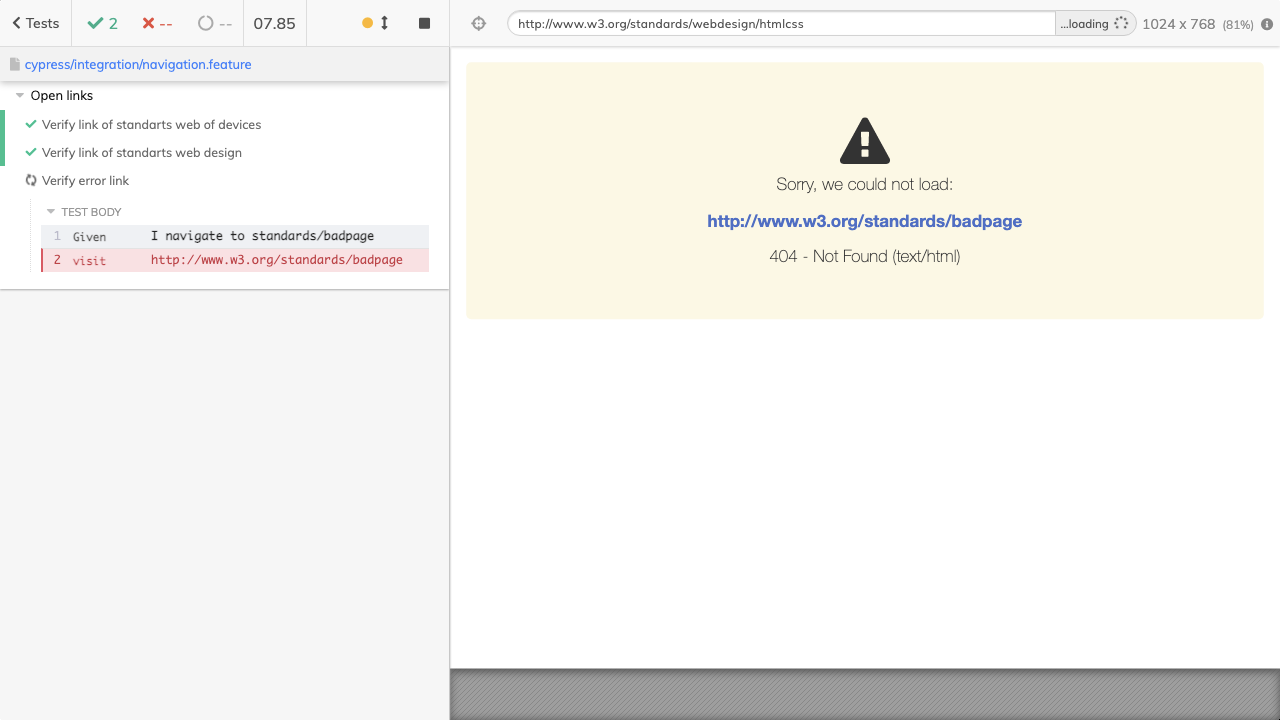 Tests 2 -- -- 07.85
http://www.w3.org/standards/webdesign/htmlcss ...loading 1024 x 768 (81%)
cypress/integration/navigation.feature
Open links
Verify link of standarts web of devices
Verify link of standarts web design
Verify error link
TEST BODY
1 Given I navigate to standards/badpage
2 visit http://www.w3.org/standards/badpage
Sorry, we could not load:
http://www.w3.org/standards/badpage
404 - Not Found (text/html)